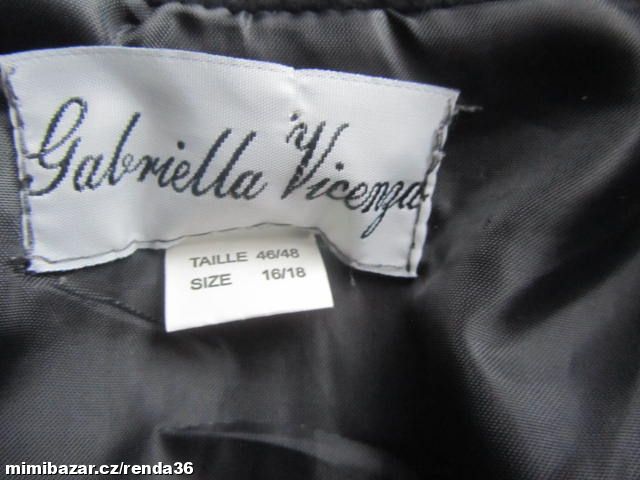 Gabriella Vicenza
TAILLE 46/48
SIZE 16/18
mimibazar.cz/renda36